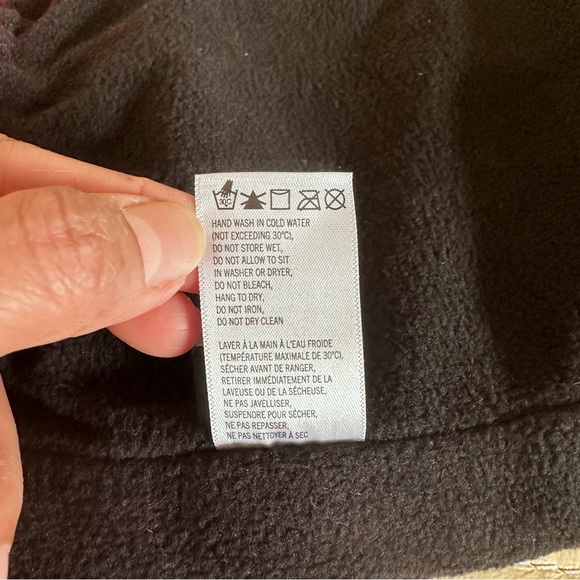 30°C
HAND WASH IN COLD WATER
(NOT EXCEEDING 30°C),
DO NOT STORE WET,
DO NOT ALLOW TO SIT
IN WASHER OR DRYER,
DO NOT BLEACH,
HANG TO DRY,
DO NOT IRON,
DO NOT DRY CLEAN
LAVER À LA MAIN À L'EAU FROIDE
(TEMPÉRATURE MAXIMALE DE 30°C),
SÉCHER AVANT DE RANGER,
RETIRER IMMÉDIATEMENT DE LA
LAVEUSE OU DE LA SÉCHEUSE,
NE PAS JAVELLISER,
SUSPENDRE POUR SÉCHER,
NE PAS REPASSER,
NE PAS NETTOYER À SEC